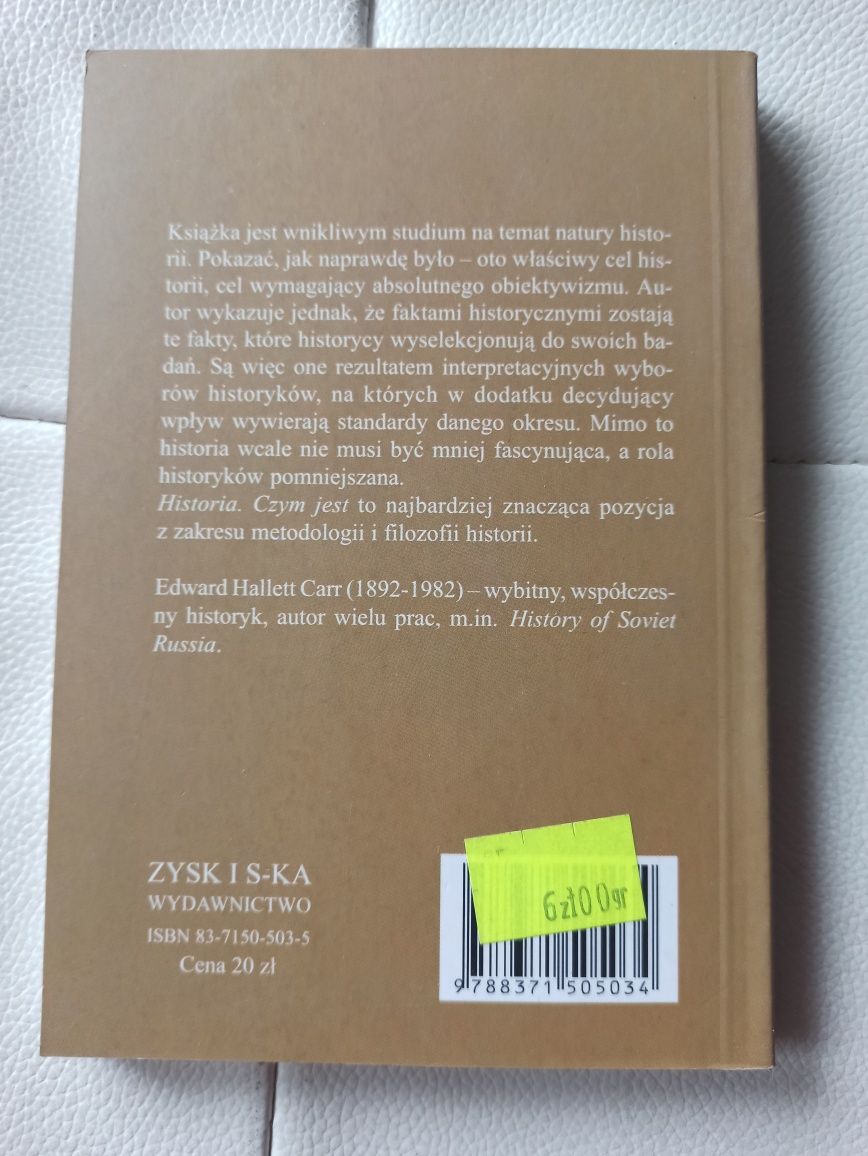 Książka jest wnikliwym studium na temat natury histo-
rii. Pokazać, jak naprawdę było – oto właściwy cel his-
torii, cel wymagający absolutnego obiektywizmu. Au-
tor wykazuje jednak, że faktami historycznymi zostają
te fakty, które historycy wyselekcjonują do swoich ba-
dań. Są więc one rezultatem interpretacyjnych wybo-
rów historyków, na których w dodatku decydujący
wpływ wywierają standardy danego okresu. Mimo to
historia wcale nie musi być mniej fascynująca, a rola
historyków pomniejszana.
Historia. Czym jest to najbardziej znacząca pozycja
z zakresu metodologii i filozofii historii.
Edward Hallett Carr (1892-1982) – wybitny, współczes-
ny historyk, autor wielu prac, m.in. History of Soviet
Russia.
ZYSK I S-KA
WYDAWNICTWO
ISBN 83-7150-503-5
Cena 20 zł
6zł00gr
9 788371 505034